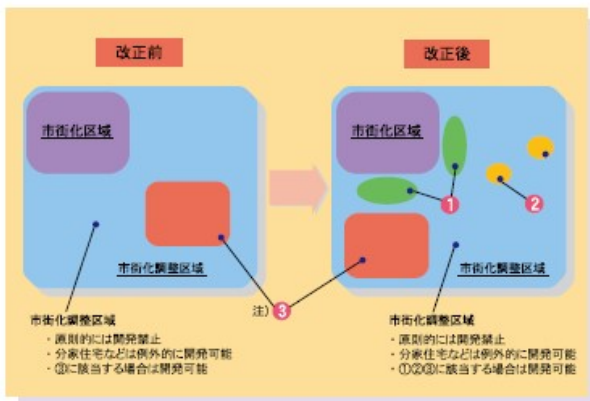 改正前
市街化区域
市街化調整区域
市街化調整区域
・原則的には開発禁止
・分家住宅などは例外的に開発可能
・③に該当する場合は開発可能
注)③
改正後
市街化区域
①
②
市街化調整区域
市街化調整区域
・原則的には開発禁止
・分家住宅などは例外的に開発可能
・①②③に該当する場合は開発可能